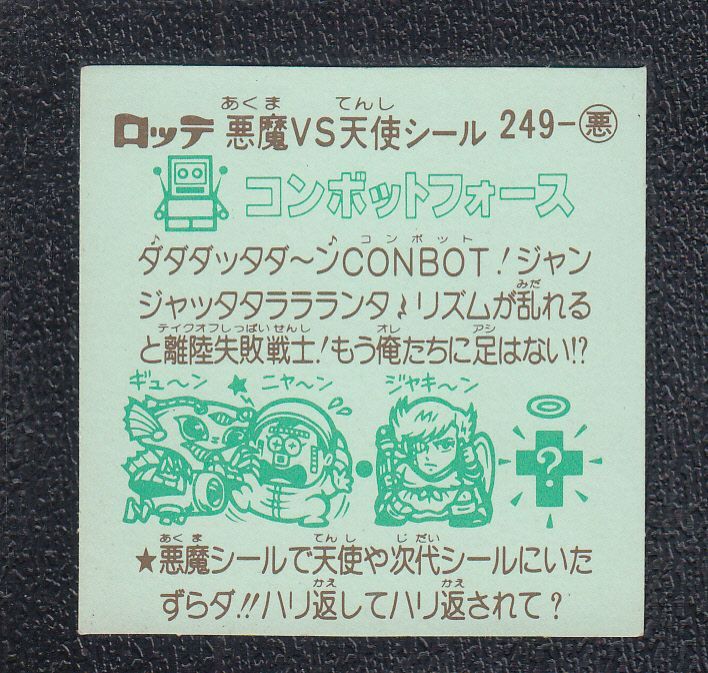 あくま てんし
ロッテ 悪魔VS天使シール 249-悪
コンボットフォース
♪ ♪コンボット
ダダダッタダ〜ンCONBOT!ジャン
みだ
ジャッタタラララランタ♪リズムが乱れる
テイクオフしっぱいせんし オレ アシ
と離陸失敗戦士!もう俺たちに足はない!?
ギュ〜ン ★ ニャ〜ン ジャキ〜ン
?
あくま てんし じだい
★悪魔シールで天使や次代シールにいた
かえ かえ
ずらダ!!ハリ返してハリ返されて?